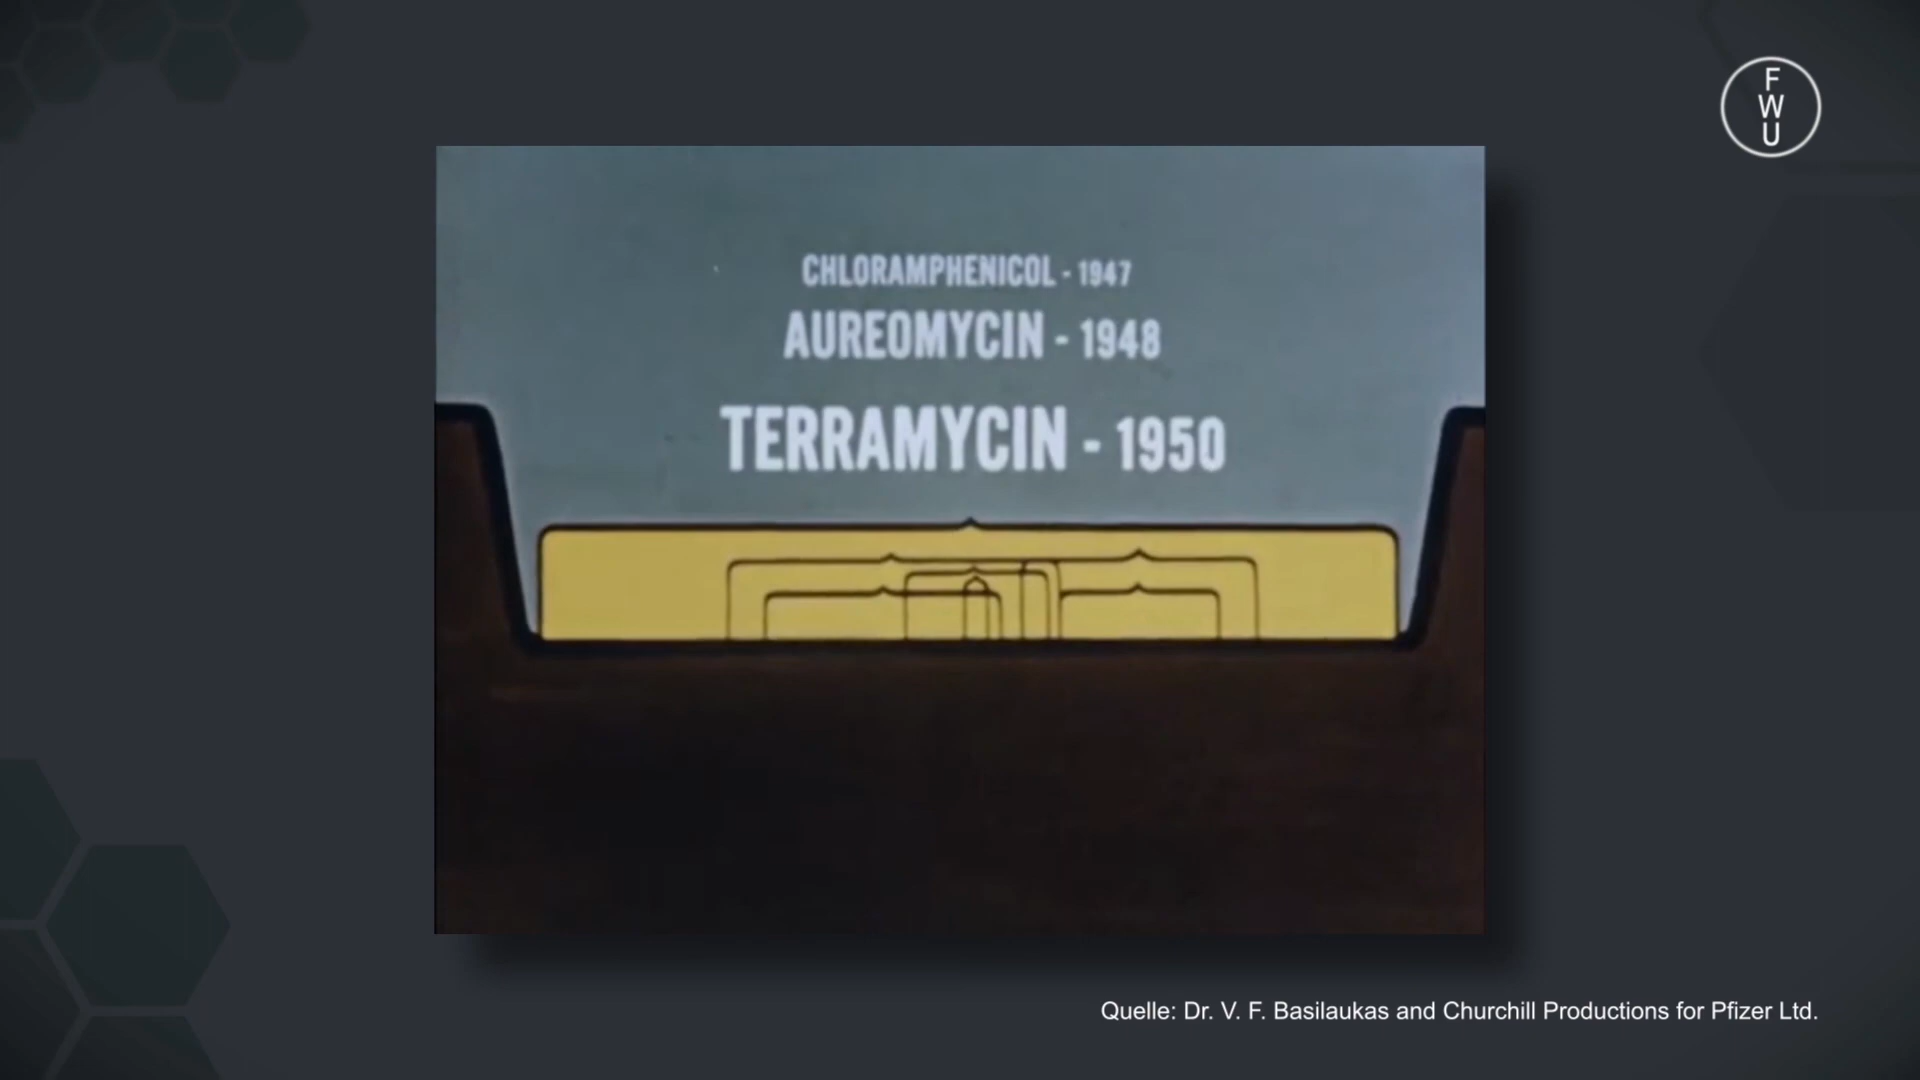 F
W
U
CHLORAMPHENICOL - 1947
AUREOMYCIN - 1948
TERRAMYCIN - 1950
Quelle: Dr. V. F. Basilaukas and Churchill Productions for Pfizer Ltd.